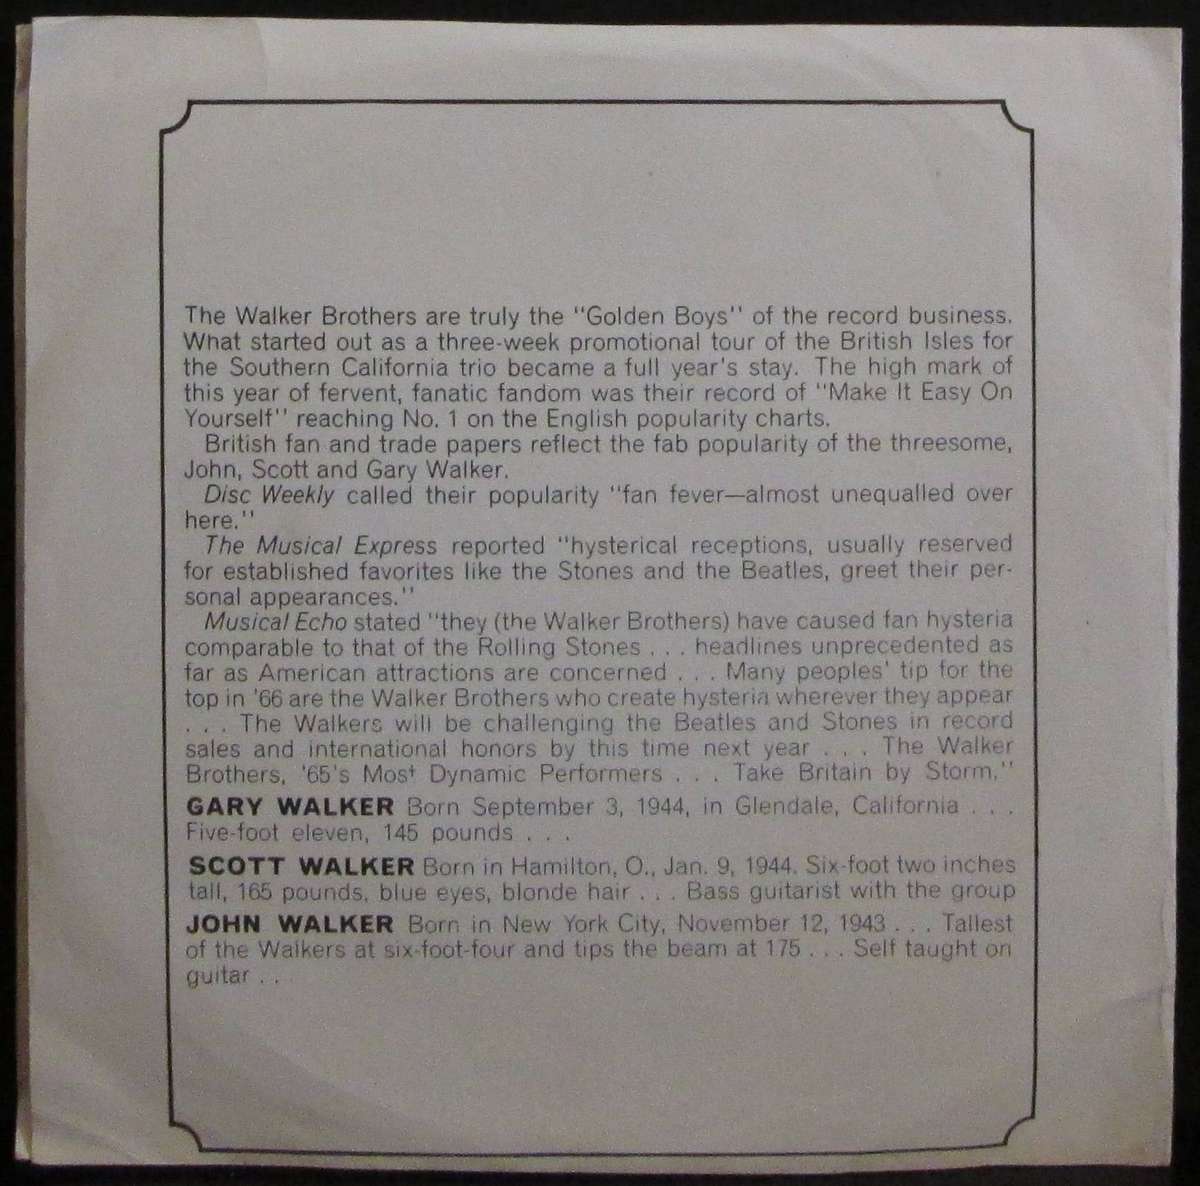 The Walker Brothers are truly the "Golden Boys" of the record business.
What started out as a three-week promotional tour of the British Isles for
the Southern California trio became a full year's stay. The high mark of
this year of fervent, fanatic fandom was their record of "Make It Easy On
Yourself" reaching No. 1 on the English popularity charts.
British fan and trade papers reflect the fab popularity of the threesome,
John, Scott and Gary Walker.
Disc Weekly called their popularity "fan fever—almost unequalled over
here."
The Musical Express reported "hysterical receptions, usually reserved
for established favorites like the Stones and the Beatles, greet their per-
sonal appearances."
Musical Echo stated "they (the Walker Brothers) have caused fan hysteria
comparable to that of the Rolling Stones . . . headlines unprecedented as
far as American attractions are concerned . . . Many peoples' tip for the
top in '66 are the Walker Brothers who create hysteria wherever they appear
. . . The Walkers will be challenging the Beatles and Stones in record
sales and international honors by this time next year . . . The Walker
Brothers, '65's Most Dynamic Performers . . . Take Britain by Storm."
GARY WALKER Born September 3, 1944, in Glendale, California . . .
Five-foot eleven, 145 pounds . . .
SCOTT WALKER Born in Hamilton, O., Jan. 9, 1944. Six-foot two inches
tall, 165 pounds, blue eyes, blonde hair . . . Bass guitarist with the group
JOHN WALKER Born in New York City, November 12, 1943 . . . Tallest
of the Walkers at six-foot-four and tips the beam at 175 . . . Self taught on
guitar . .